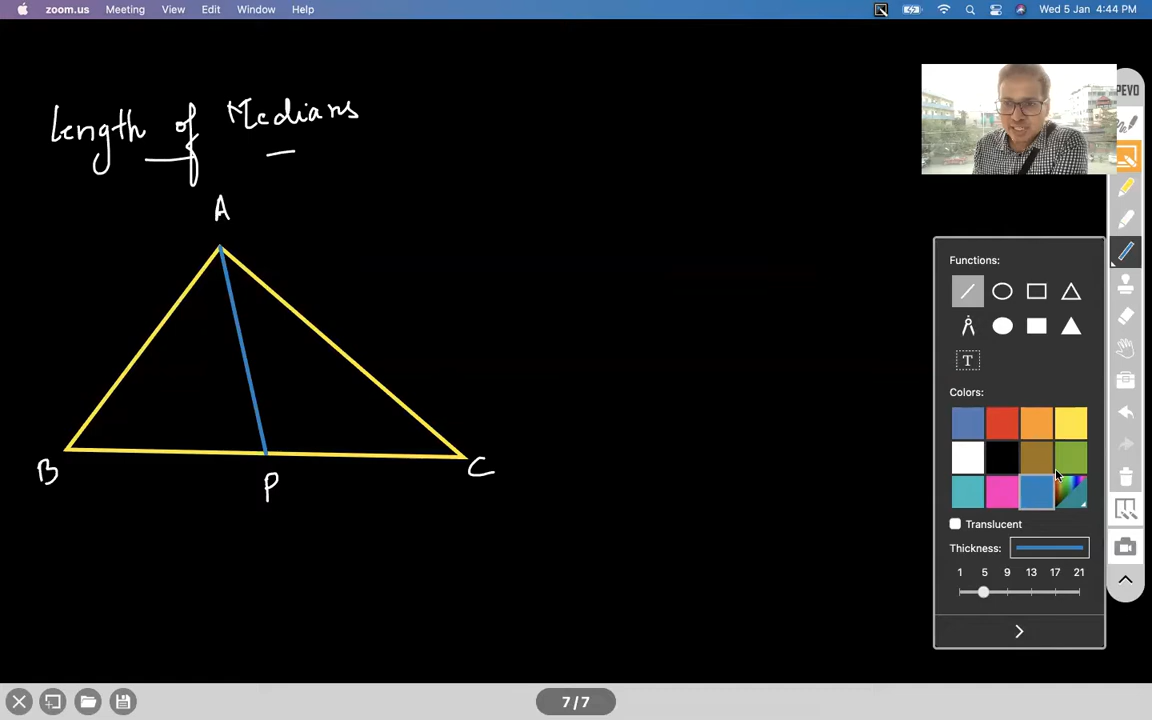 zoom.us Meeting View Edit Window Help Wed 5 Jan 4:44 PM
Length of Medians
A
B
P
C
PEVO
Functions:
T
Colors:
Translucent
Thickness:
1 5 9 13 17 21
7/7